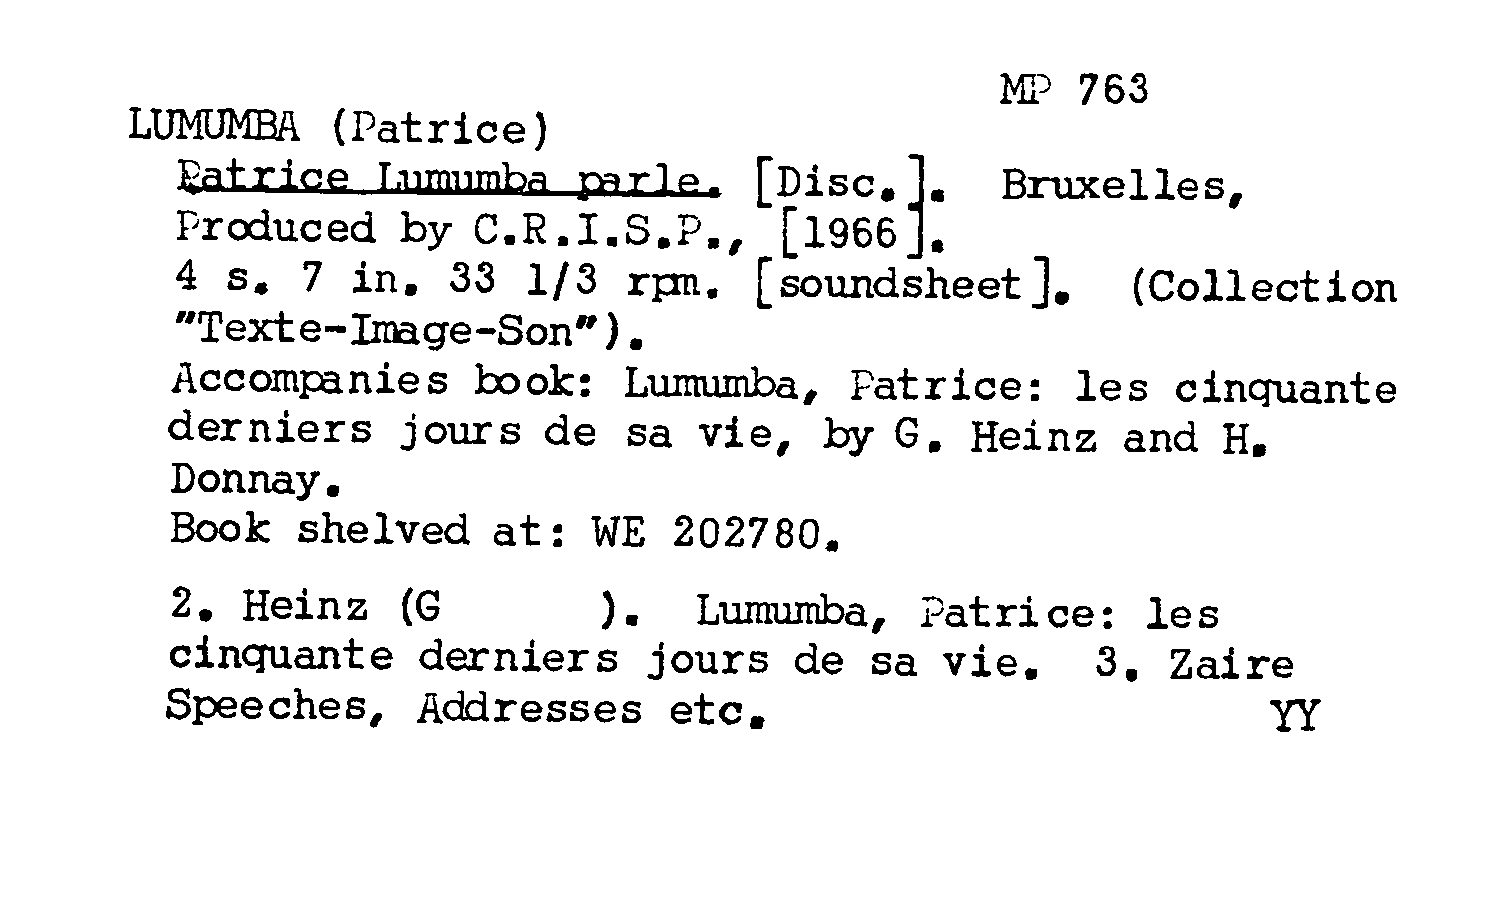 MP 763
LUMUMBA (Patrice)
Patrice Lumumba parle. [Disc.]. Bruxelles,
Produced by C.R.I.S.P., [1966].
4 s. 7 in. 33 1/3 rpm. [soundsheet]. (Collection
"Texte-Image-Son").
Accompanies book: Lumumba, Patrice: les cinquante
derniers jours de sa vie, by G. Heinz and H.
Donnay.
Book shelved at: WE 202780.
2. Heinz (G      ). Lumumba, Patrice: les
cinquante derniers jours de sa vie. 3. Zaire
Speeches, Addresses etc. YY